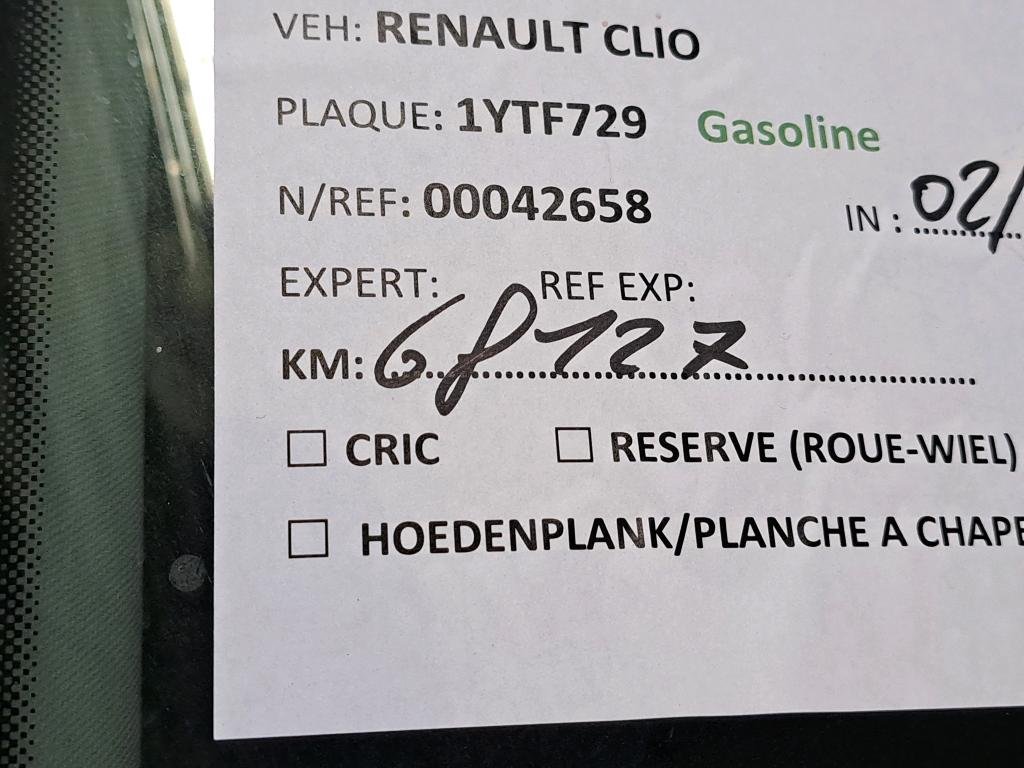 VEH: RENAULT CLIO
PLAQUE: 1YTF729 Gasoline
N/REF: 00042658 IN : 02/
EXPERT: REF EXP:
KM: 68127
☐ CRIC ☐ RESERVE (ROUE-WIEL)
☐ HOEDENPLANK/PLANCHE A CHAPE